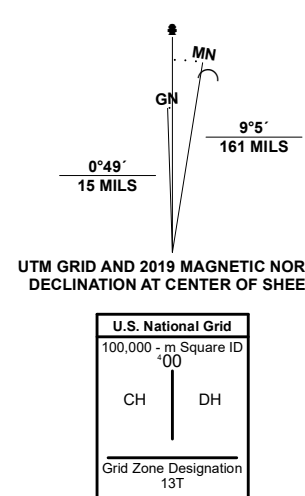 MN
GN
9°5´
161 MILS
0°49´
15 MILS
UTM GRID AND 2019 MAGNETIC NOR
DECLINATION AT CENTER OF SHEE
U.S. National Grid
100,000 - m Square ID
400
CH DH
Grid Zone Designation
13T